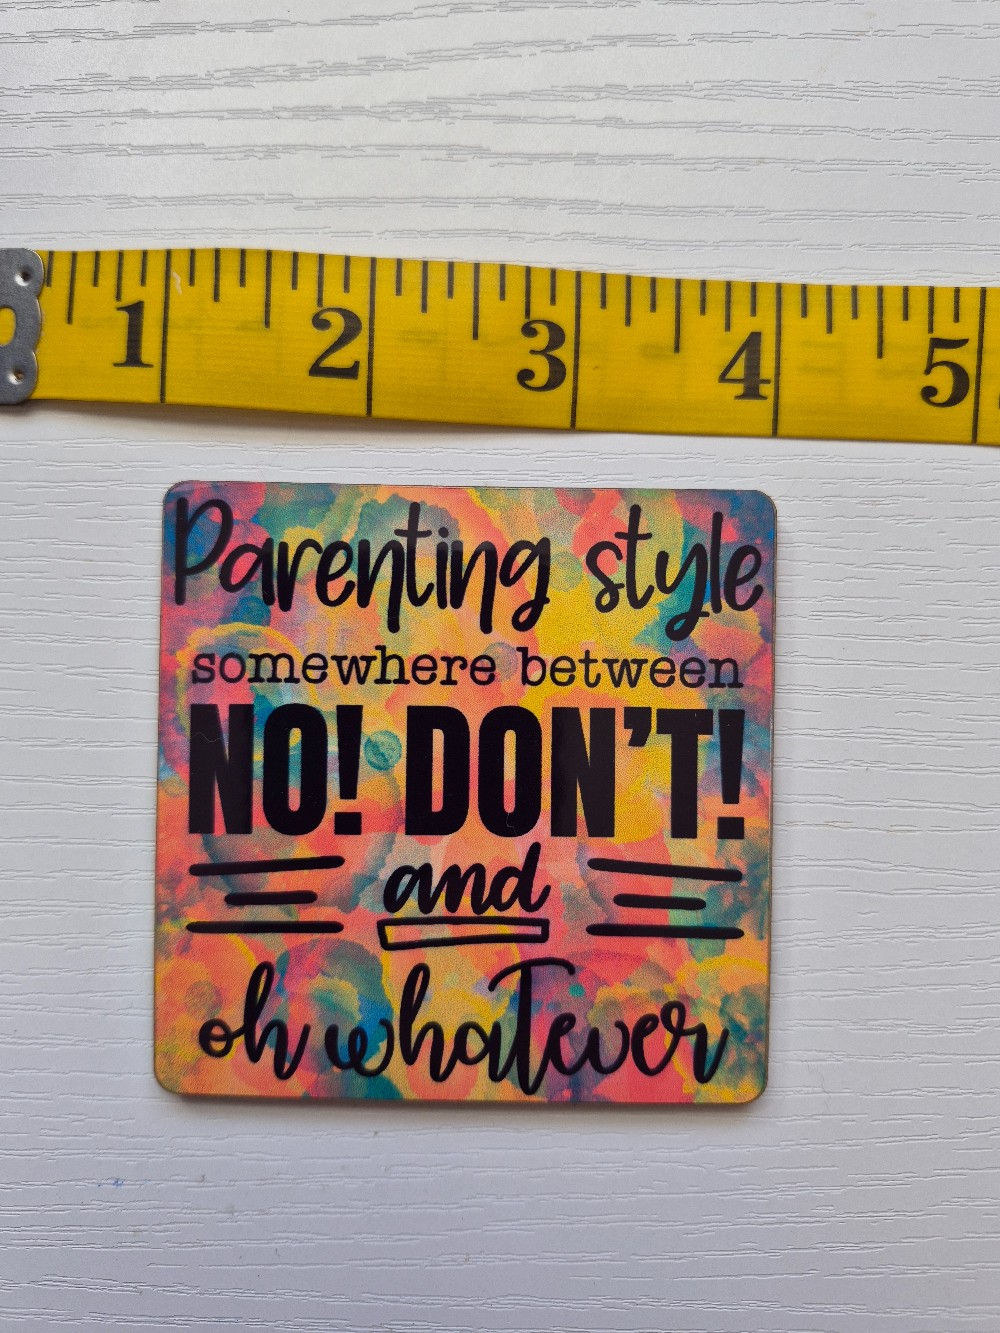 1 2 3 4 5
Parenting style
somewhere between
NO! DON'T!
and
oh whatever